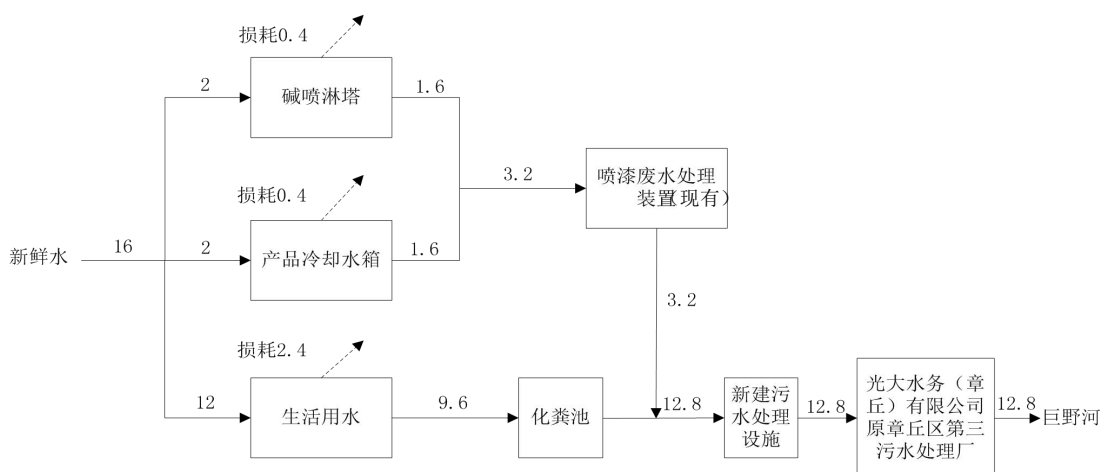 损耗0.4
2
碱喷淋塔
1.6
3.2
喷漆废水处理
装置(现有)
损耗0.4
新鲜水
16
2
产品冷却水箱
1.6
3.2
损耗2.4
12
生活用水
9.6
化粪池
12.8
新建污
水处理
设施
12.8
光大水务（章
丘）有限公司
原章丘区第三
污水处理厂
12.8
巨野河